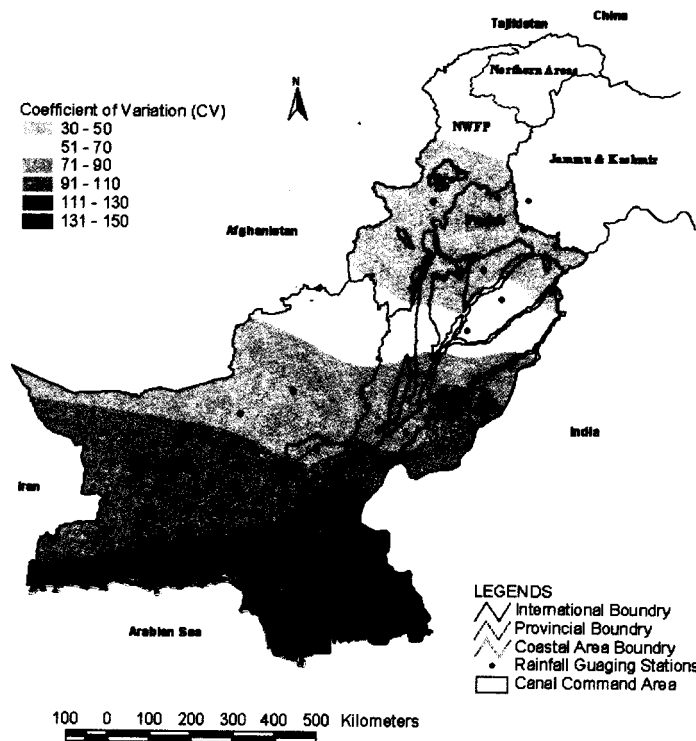 Tajikistan
China
Northern Areas
N
Coefficient of Variation (CV)
30 - 50
51 - 70
71 - 90
91 - 110
111 - 130
131 - 150
NWFP
Jammu & Kashmir
Afghanistan
India
Iran
Arabian Sea
LEGENDS
International Boundry
Provincial Boundry
Coastal Area Boundry
Rainfall Guaging Stations
Canal Command Area
100 0 100 200 300 400 500 Kilometers